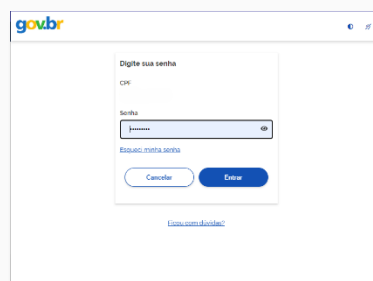 gov.br
Digite sua senha
CPF
Senha
Esqueci minha senha
Cancelar Entrar
Ficou com dúvidas?